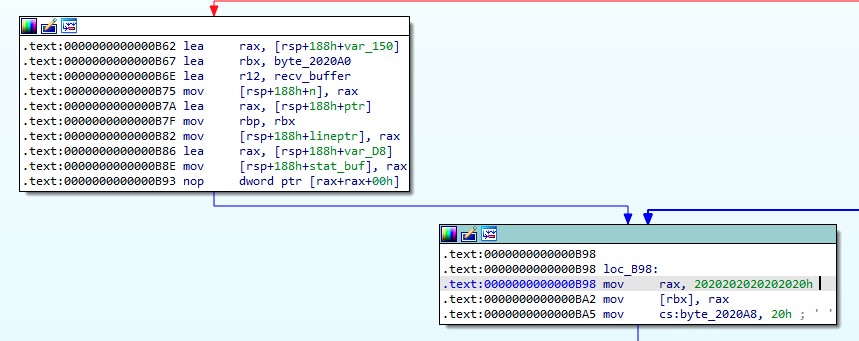 .text:0000000000000B62 lea     rax, [rsp+188h+var_150]
.text:0000000000000B67 lea     rbx, byte_2020A0
.text:0000000000000B6E lea     r12, recv_buffer
.text:0000000000000B75 mov     [rsp+188h+n], rax
.text:0000000000000B7A lea     rax, [rsp+188h+ptr]
.text:0000000000000B7F mov     rbp, rbx
.text:0000000000000B82 mov     [rsp+188h+lineptr], rax
.text:0000000000000B86 lea     rax, [rsp+188h+var_D8]
.text:0000000000000B8E mov     [rsp+188h+stat_buf], rax
.text:0000000000000B93 nop     dword ptr [rax+rax+00h]
.text:0000000000000B98
.text:0000000000000B98 loc_B98:
.text:0000000000000B98 mov     rax, 2020202020202020h
.text:0000000000000BA2 mov     [rbx], rax
.text:0000000000000BA5 mov     cs:byte_2020A8, 20h ; ' '